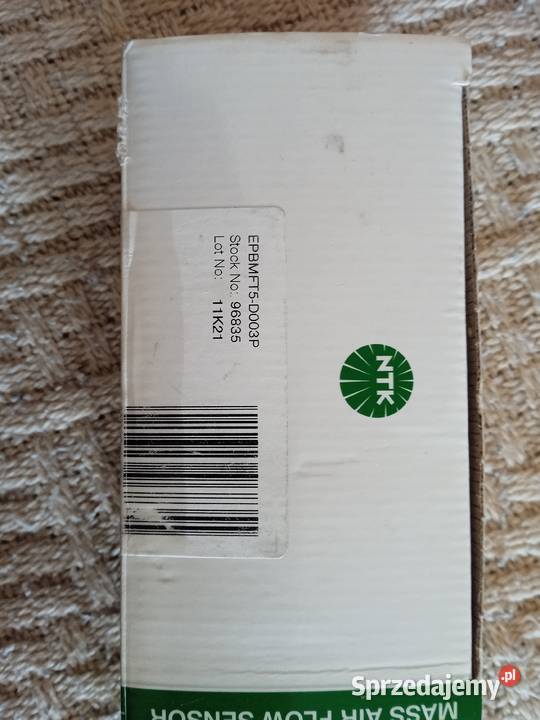 EPBMFT5-D003P
Stock No: 96835
Lot No: 11K21
NTK
MASS AIR FLOW SENSOR
Sprzedajemy.pl